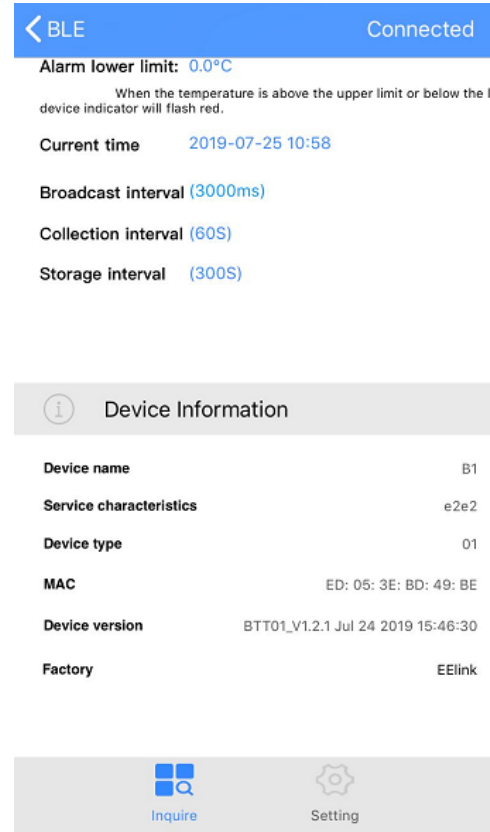 BLE Connected
Alarm lower limit: 0.0°C
When the temperature is above the upper limit or below the l
device indicator will flash red.
Current time 2019-07-25 10:58
Broadcast interval (3000ms)
Collection interval (60S)
Storage interval (300S)
Device Information
Device name B1
Service characteristics e2e2
Device type 01
MAC ED: 05: 3E: BD: 49: BE
Device version BTT01_V1.2.1 Jul 24 2019 15:46:30
Factory EElink
Inquire Setting